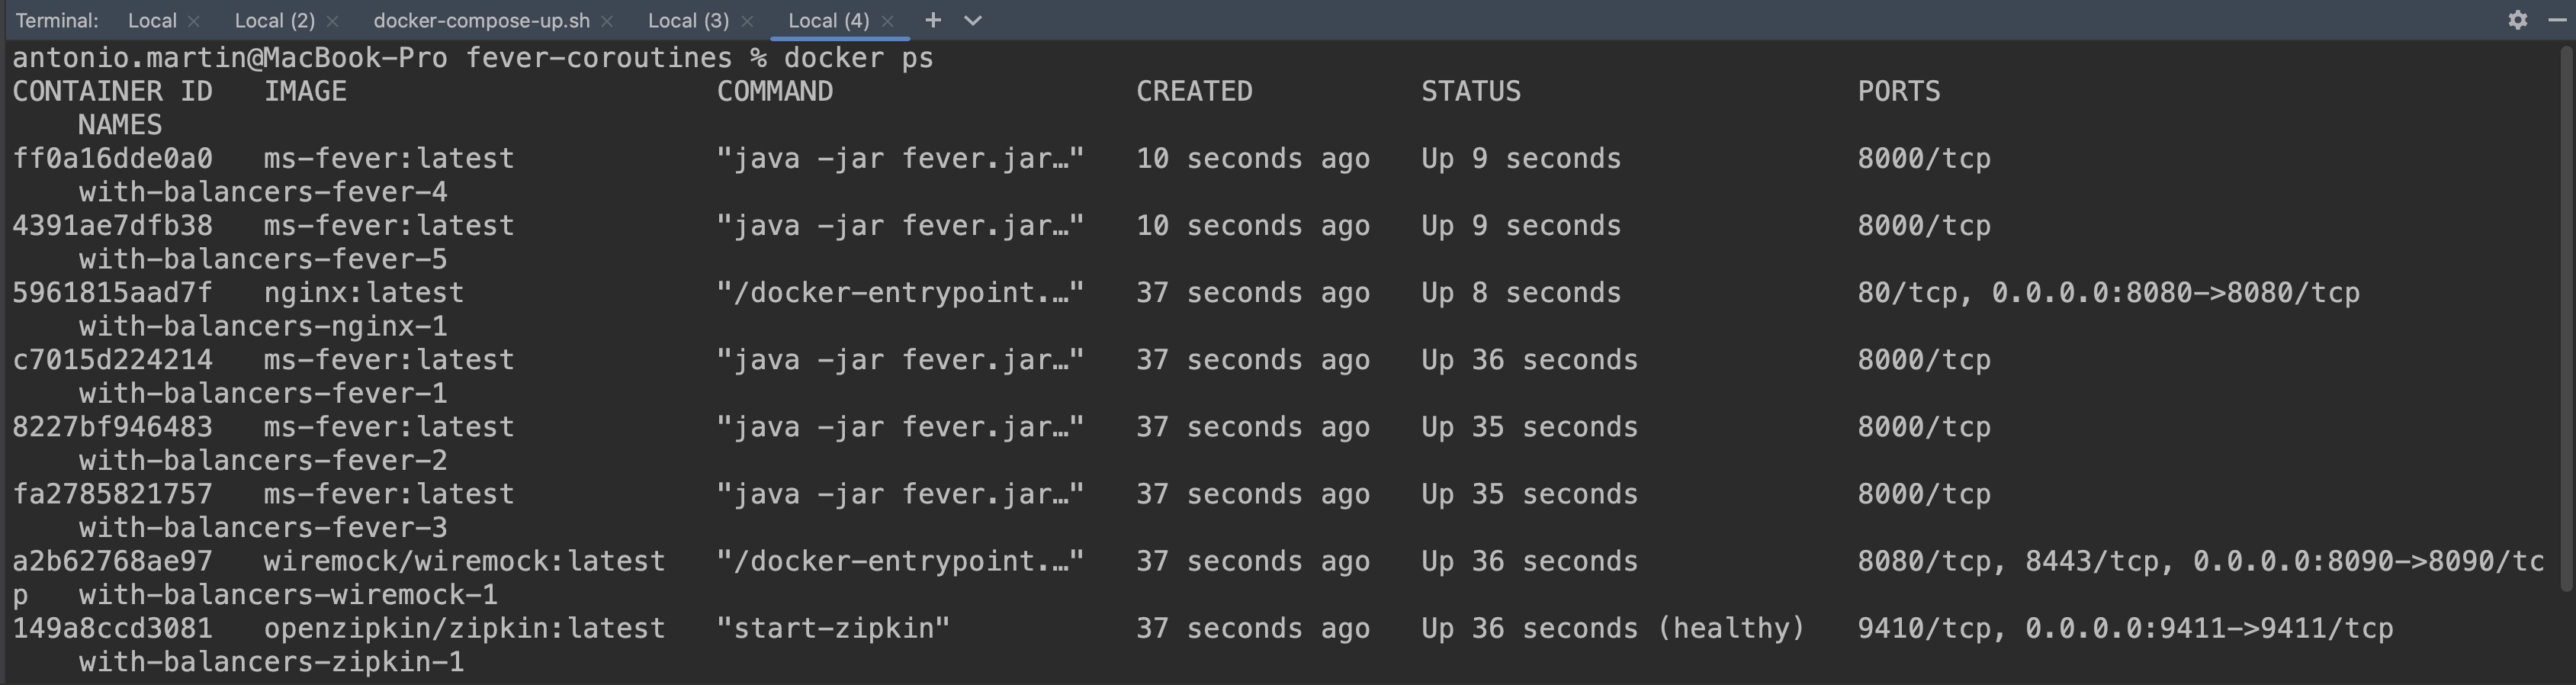 Terminal: Local × Local (2) × docker-compose-up.sh × Local (3) × Local (4) × +
antonio.martin@MacBook-Pro fever-coroutines % docker ps
CONTAINER ID   IMAGE                      COMMAND                  CREATED          STATUS                    PORTS
    NAMES
ff0a16dde0a0   ms-fever:latest            "java -jar fever.jar…"   10 seconds ago   Up 9 seconds              8000/tcp
    with-balancers-fever-4
4391ae7dfb38   ms-fever:latest            "java -jar fever.jar…"   10 seconds ago   Up 9 seconds              8000/tcp
    with-balancers-fever-5
5961815aad7f   nginx:latest               "/docker-entrypoint.…"   37 seconds ago   Up 8 seconds              80/tcp, 0.0.0.0:8080->8080/tcp
    with-balancers-nginx-1
c7015d224214   ms-fever:latest            "java -jar fever.jar…"   37 seconds ago   Up 36 seconds             8000/tcp
    with-balancers-fever-1
8227bf946483   ms-fever:latest            "java -jar fever.jar…"   37 seconds ago   Up 35 seconds             8000/tcp
    with-balancers-fever-2
fa2785821757   ms-fever:latest            "java -jar fever.jar…"   37 seconds ago   Up 35 seconds             8000/tcp
    with-balancers-fever-3
a2b62768ae97   wiremock/wiremock:latest   "/docker-entrypoint.…"   37 seconds ago   Up 36 seconds             8080/tcp, 8443/tcp, 0.0.0.0:8090->8090/tc
p   with-balancers-wiremock-1
149a8ccd3081   openzipkin/zipkin:latest   "start-zipkin"           37 seconds ago   Up 36 seconds (healthy)   9410/tcp, 0.0.0.0:9411->9411/tcp
    with-balancers-zipkin-1